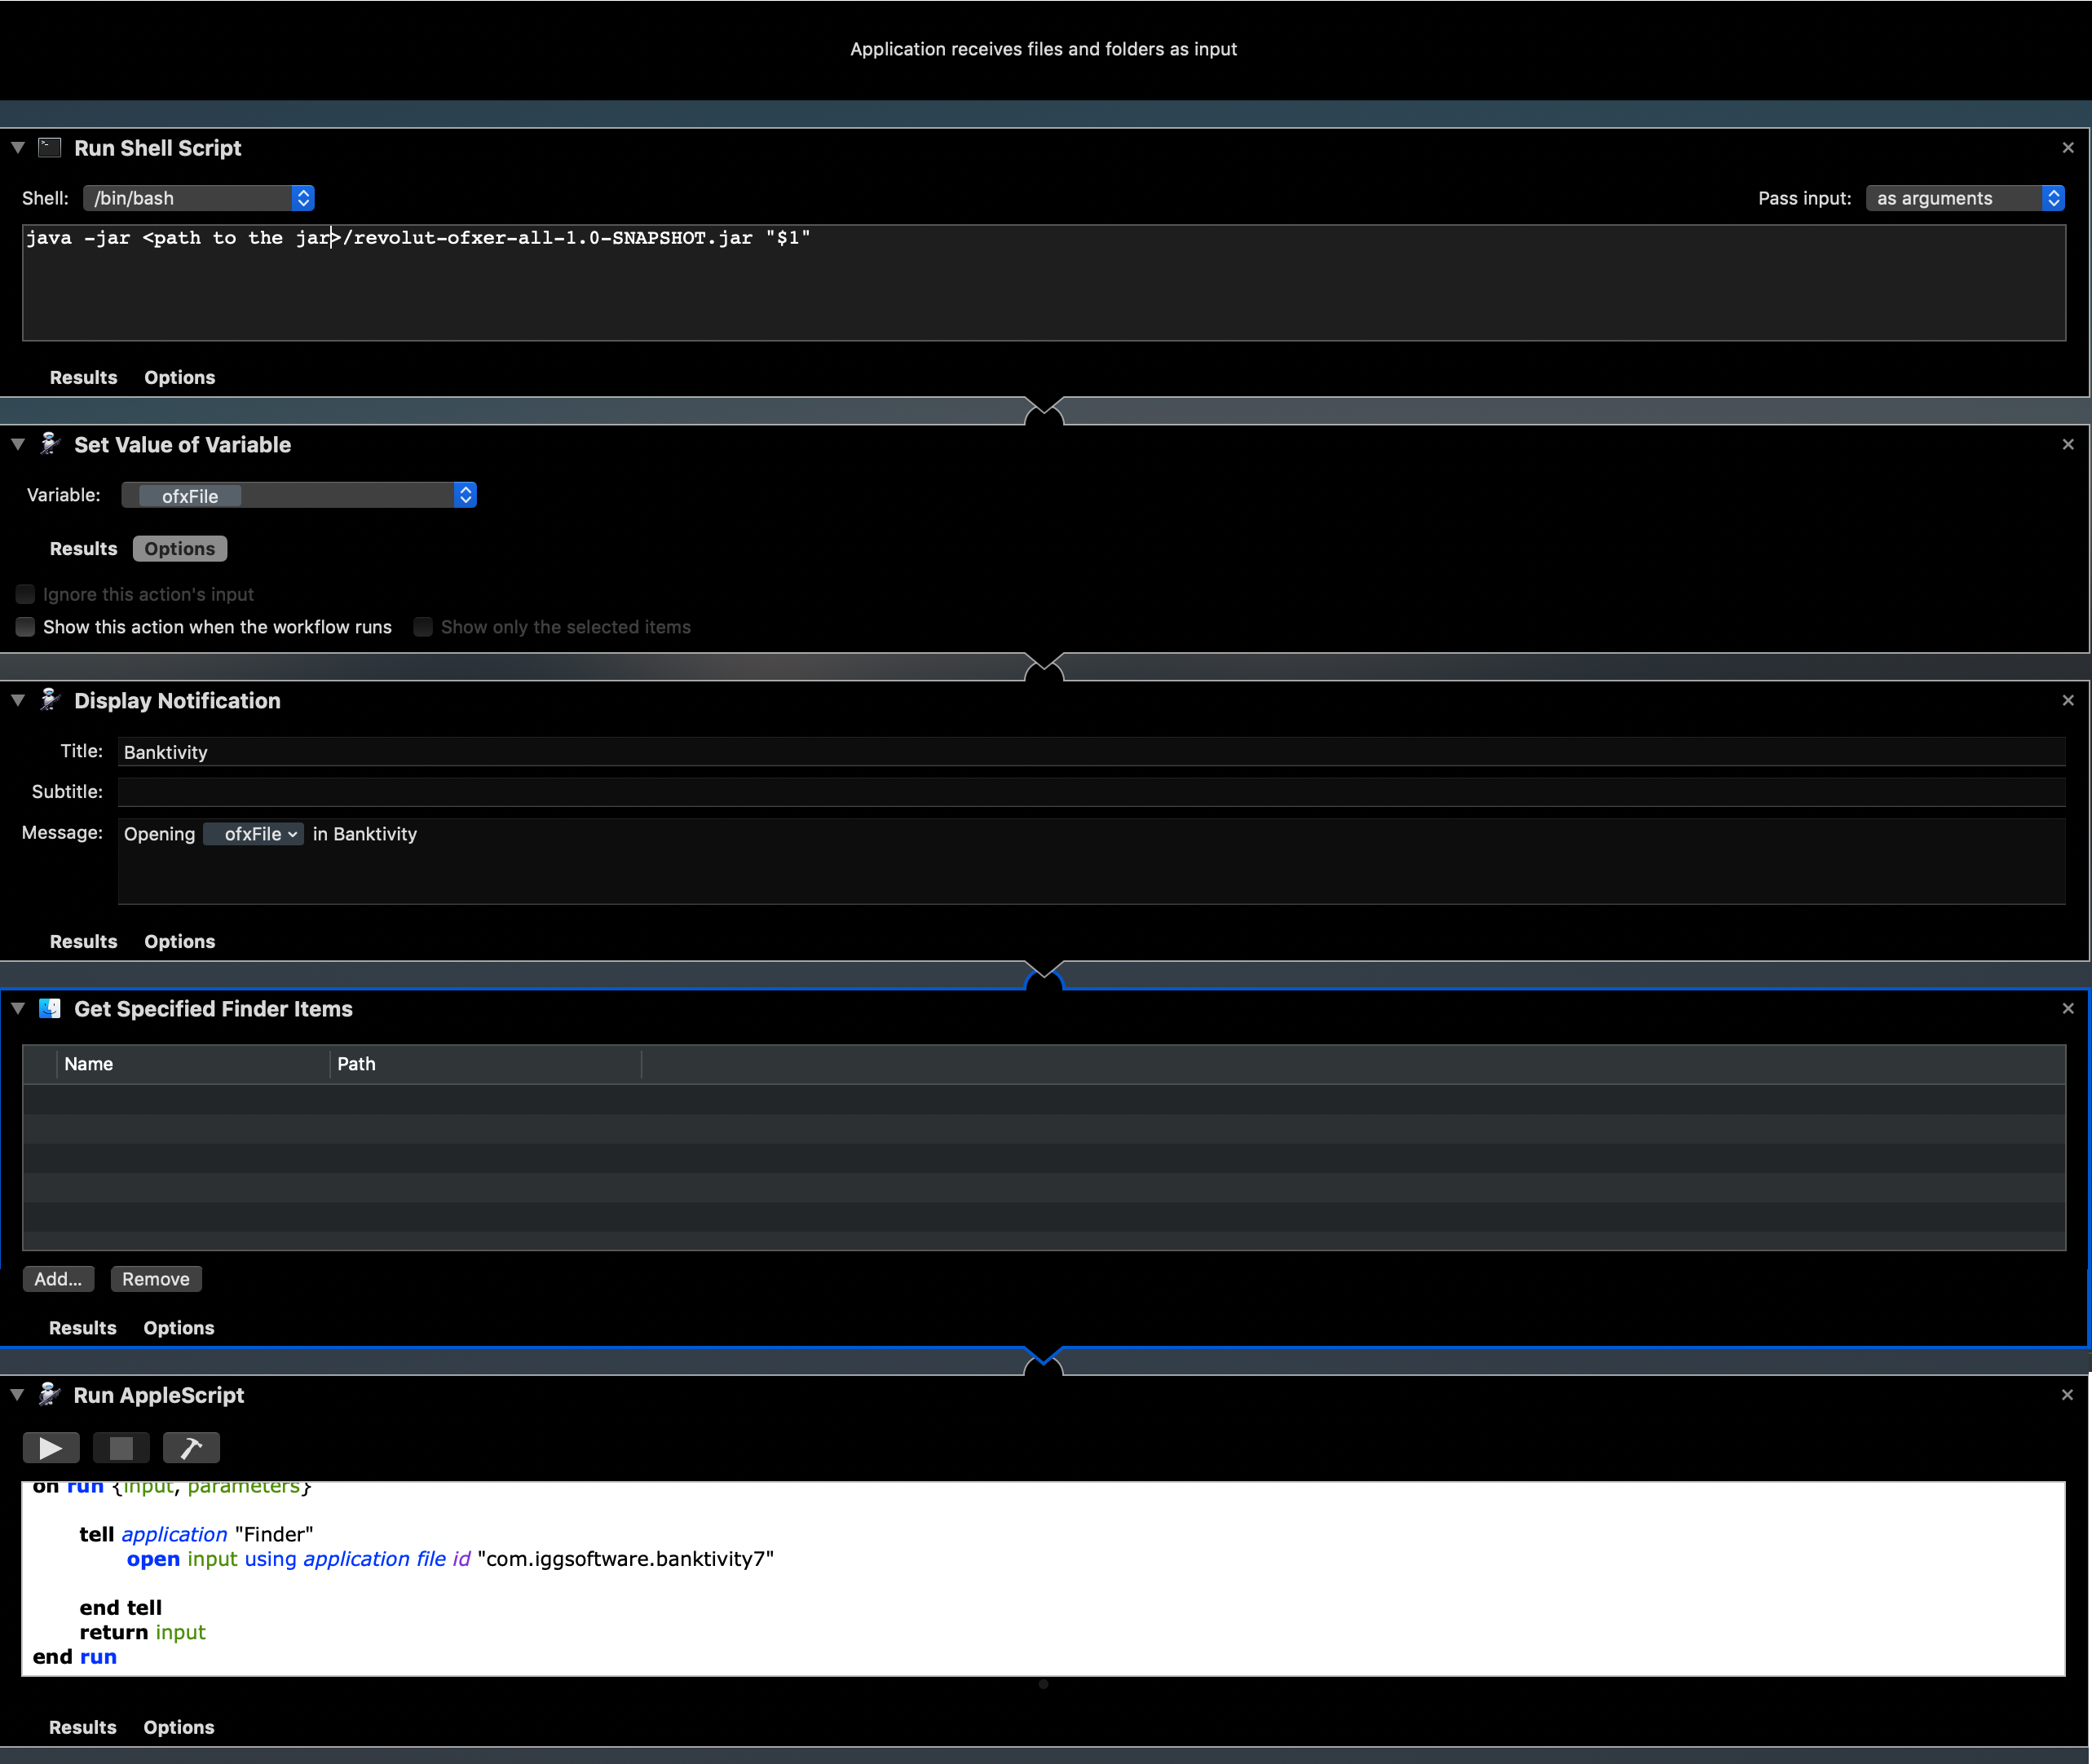 Application receives files and folders as input
Run Shell Script
Shell: /bin/bash Pass input: as arguments
java -jar <path to the jar>/revolut-ofxer-all-1.0-SNAPSHOT.jar "$1"
Results Options
Set Value of Variable
Variable: ofxFile
Results Options
Ignore this action's input
Show this action when the workflow runs Show only the selected items
Display Notification
Title: Banktivity
Subtitle:
Message: Opening ofxFile in Banktivity
Results Options
Get Specified Finder Items
Name Path
Add... Remove
Results Options
Run AppleScript
on run {input, parameters}
tell application "Finder"
open input using application file id "com.iggsoftware.banktivity7"
end tell
return input
end run
Results Options